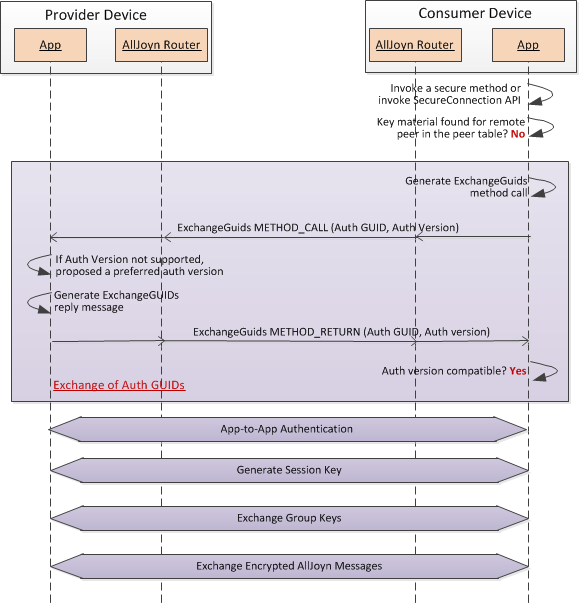 Provider Device
Consumer Device
App
AllJoyn Router
AllJoyn Router
App
Invoke a secure method or
invoke SecureConnection API
Key material found for remote
peer in the peer table? No
Generate ExchangeGuids
method call
ExchangeGuids METHOD_CALL (Auth GUID, Auth Version)
If Auth Version not supported,
proposed a preferred auth version
Generate ExchangeGUIDs
reply message
ExchangeGuids METHOD_RETURN (Auth GUID, Auth version)
Auth version compatible? Yes
Exchange of Auth GUIDs
App-to-App Authentication
Generate Session Key
Exchange Group Keys
Exchange Encrypted AllJoyn Messages